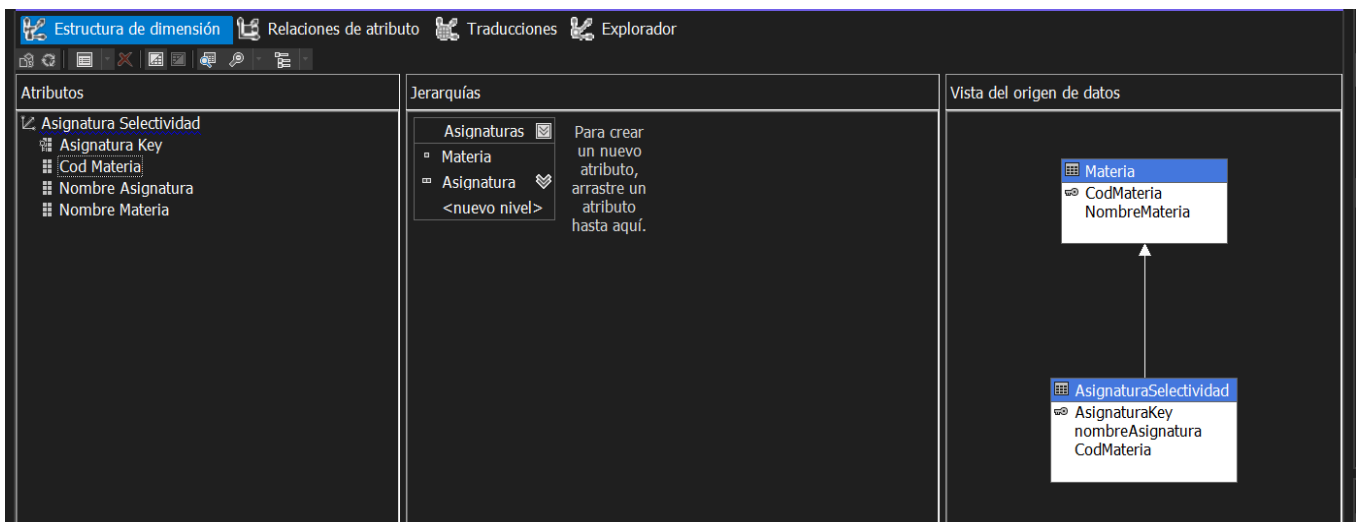 Estructura de dimensión Relaciones de atributo Traducciones Explorador
Atributos
Asignatura Selectividad
Asignatura Key
Cod Materia
Nombre Asignatura
Nombre Materia
Jerarquías
Asignaturas
Materia
Asignatura
<nuevo nivel>
Para crear
un nuevo
atributo,
arrastre un
atributo
hasta aquí.
Vista del origen de datos
Materia
CodMateria
NombreMateria
AsignaturaSelectividad
AsignaturaKey
nombreAsignatura
CodMateria